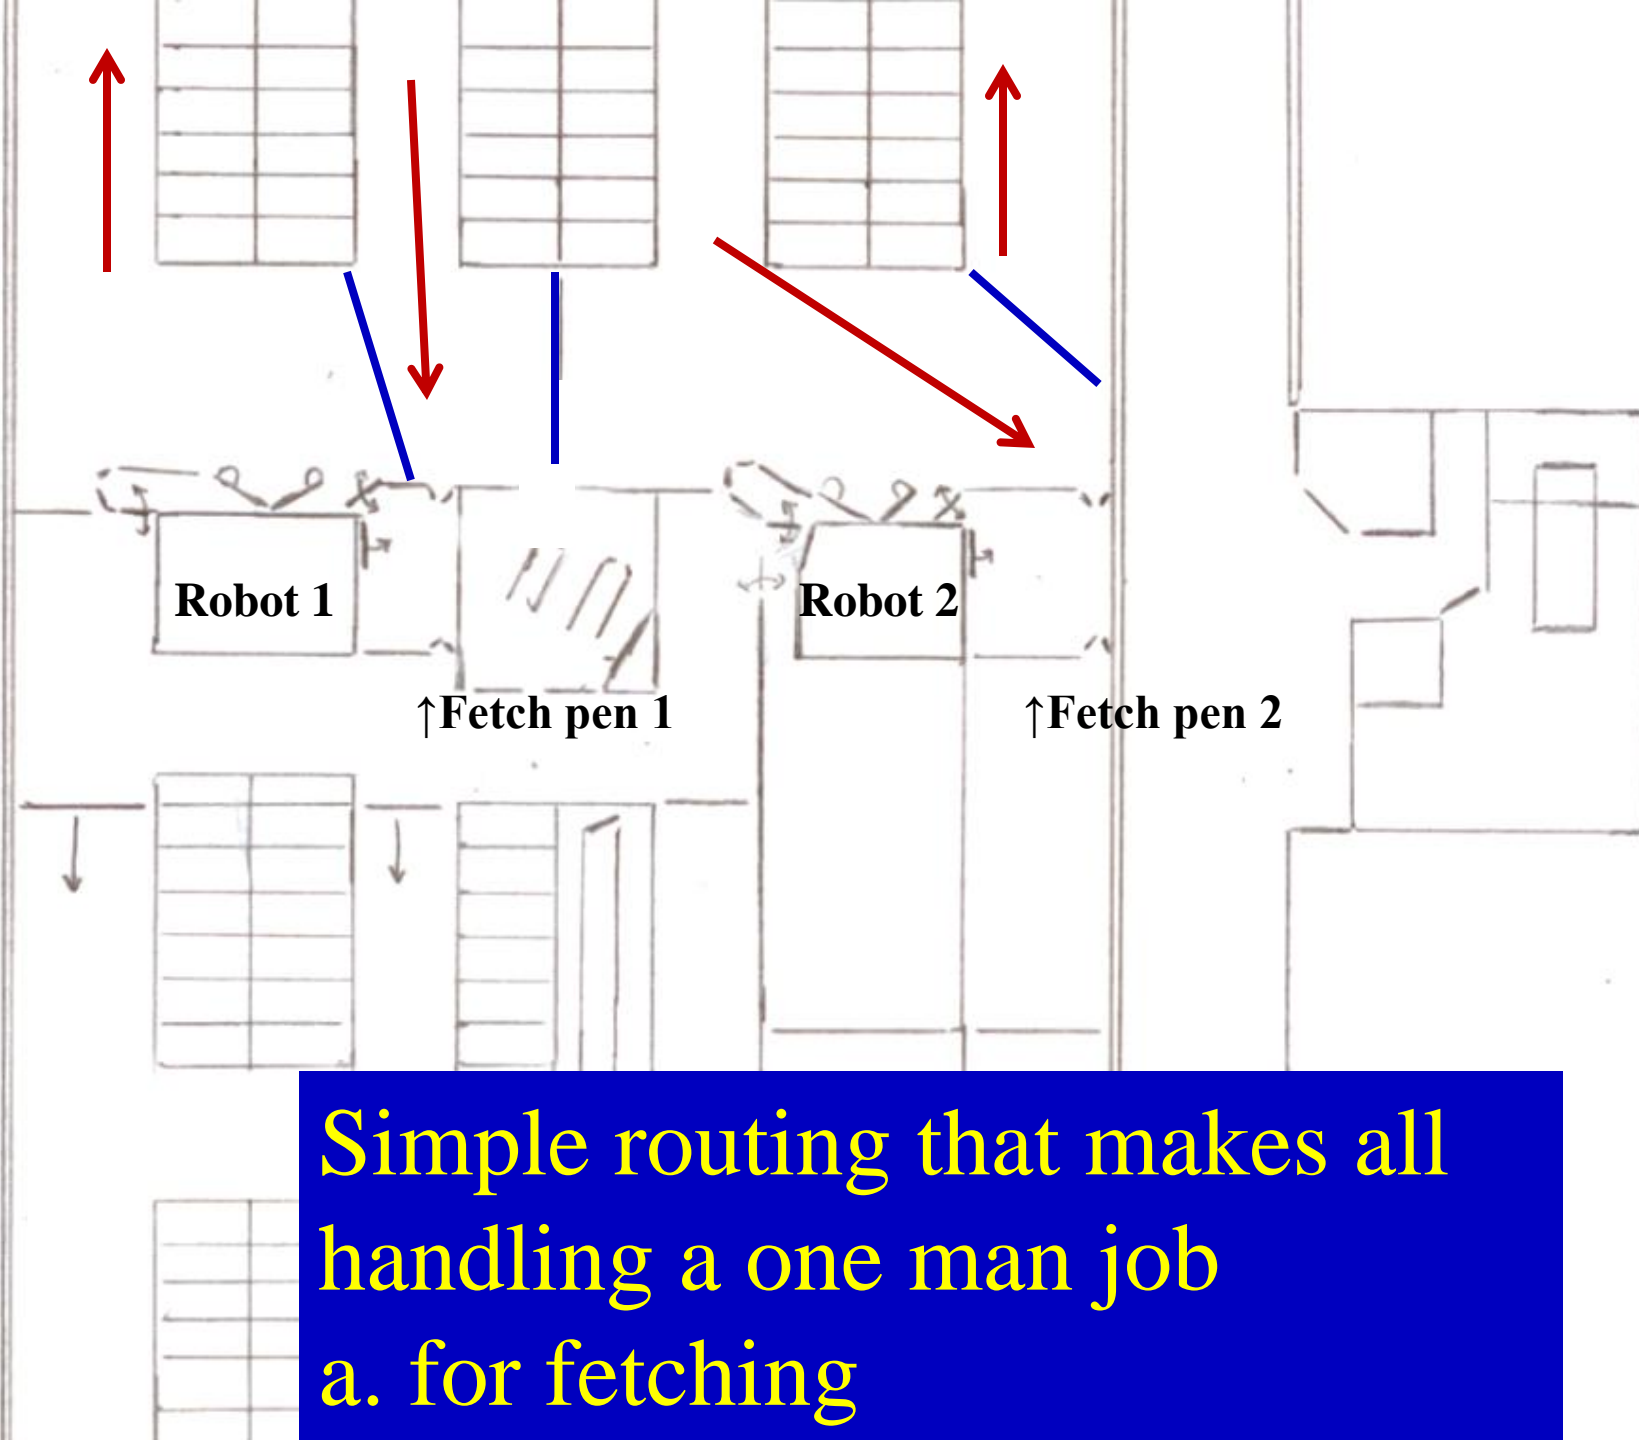 Robot 1
Robot 2
↑Fetch pen 1
↑Fetch pen 2
Simple routing that makes all
handling a one man job
a. for fetching